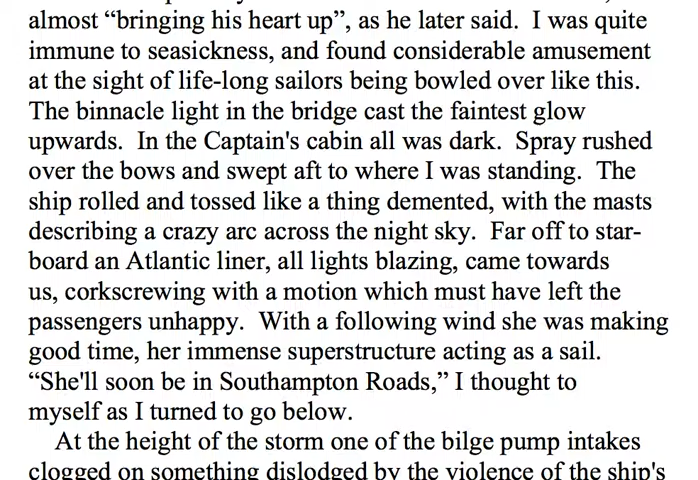 almost “bringing his heart up”, as he later said.  I was quite
immune to seasickness, and found considerable amusement
at the sight of life-long sailors being bowled over like this.
The binnacle light in the bridge cast the faintest glow
upwards.  In the Captain's cabin all was dark.  Spray rushed
over the bows and swept aft to where I was standing.  The
ship rolled and tossed like a thing demented, with the masts
describing a crazy arc across the night sky.  Far off to star-
board an Atlantic liner, all lights blazing, came towards
us, corkscrewing with a motion which must have left the
passengers unhappy.  With a following wind she was making
good time, her immense superstructure acting as a sail.
“She'll soon be in Southampton Roads,” I thought to
myself as I turned to go below.
At the height of the storm one of the bilge pump intakes
clogged on something dislodged by the violence of the ship's